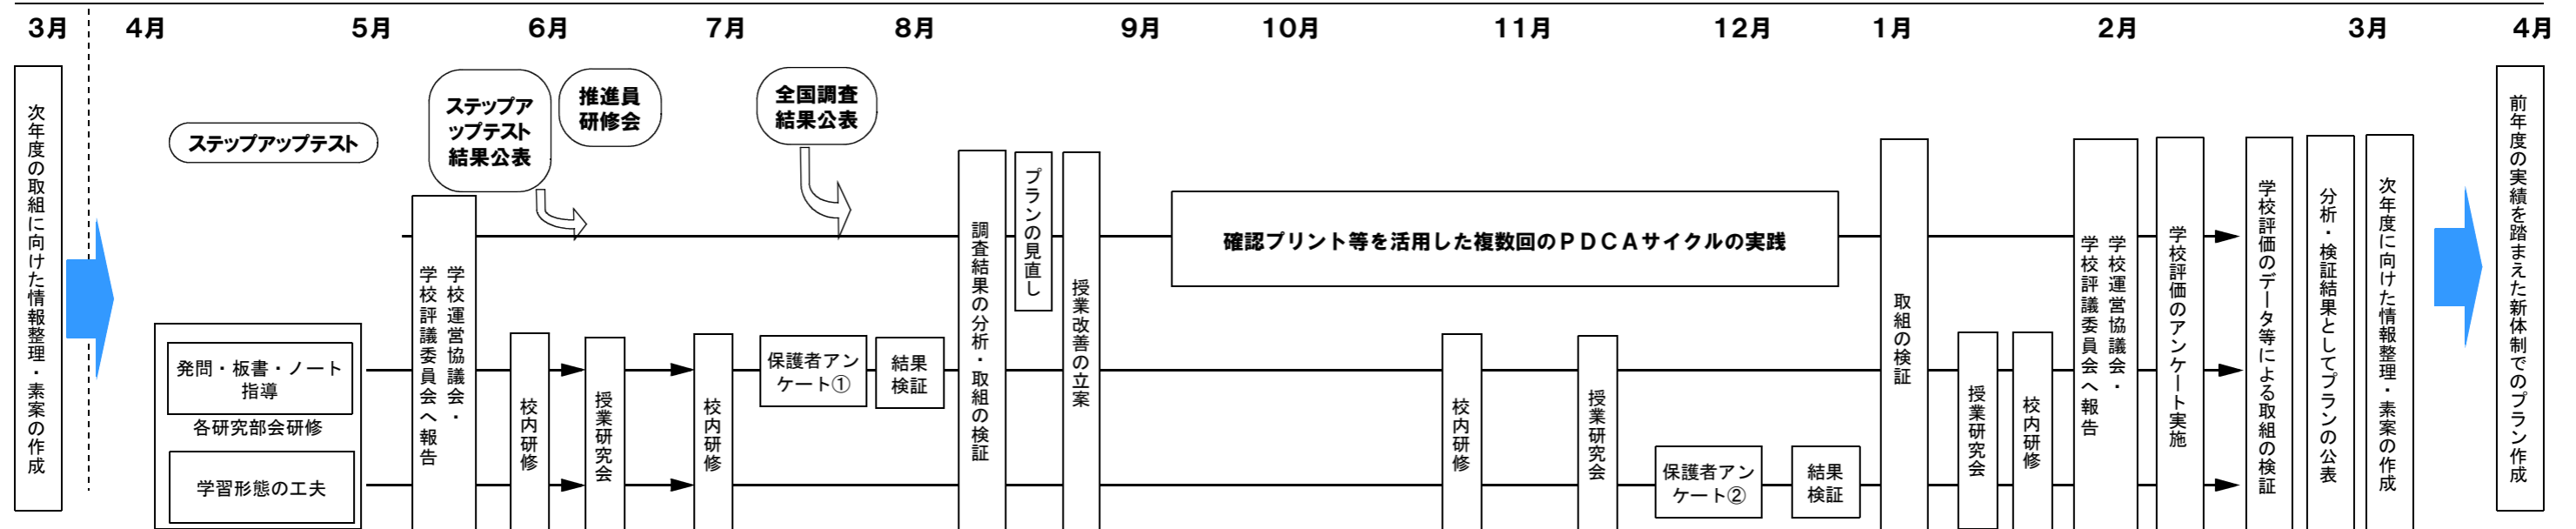 3月 4月 5月 6月 7月 8月 9月 10月 11月 12月 1月 2月 3月 4月
次年度の取組に向けた情報整理・素案の作成
ステップアップテスト
発問・板書・ノート
指導
各研究部会研修
学習形態の工夫
学校運営協議会・
学校評議委員会へ報告
ステップア
ップテスト
結果公表
推進員
研修会
校内研修
授業研究会
校内研修
全国調査
結果公表
保護者アン
ケート①
結果
検証
調査結果の分析・取組の検証
プランの見直し
授業改善の立案
確認プリント等を活用した複数回のPDCAサイクルの実践
校内研修
授業研究会
保護者アン
ケート②
結果
検証
取組の検証
授業研究会
校内研修
学校運営協議会・
学校評議委員会へ報告
学校評価のアンケート実施
学校評価のデータ等による取組の検証
分析・検証結果としてプランの公表
次年度に向けた情報整理・素案の作成
前年度の実績を踏まえた新体制でのプラン作成